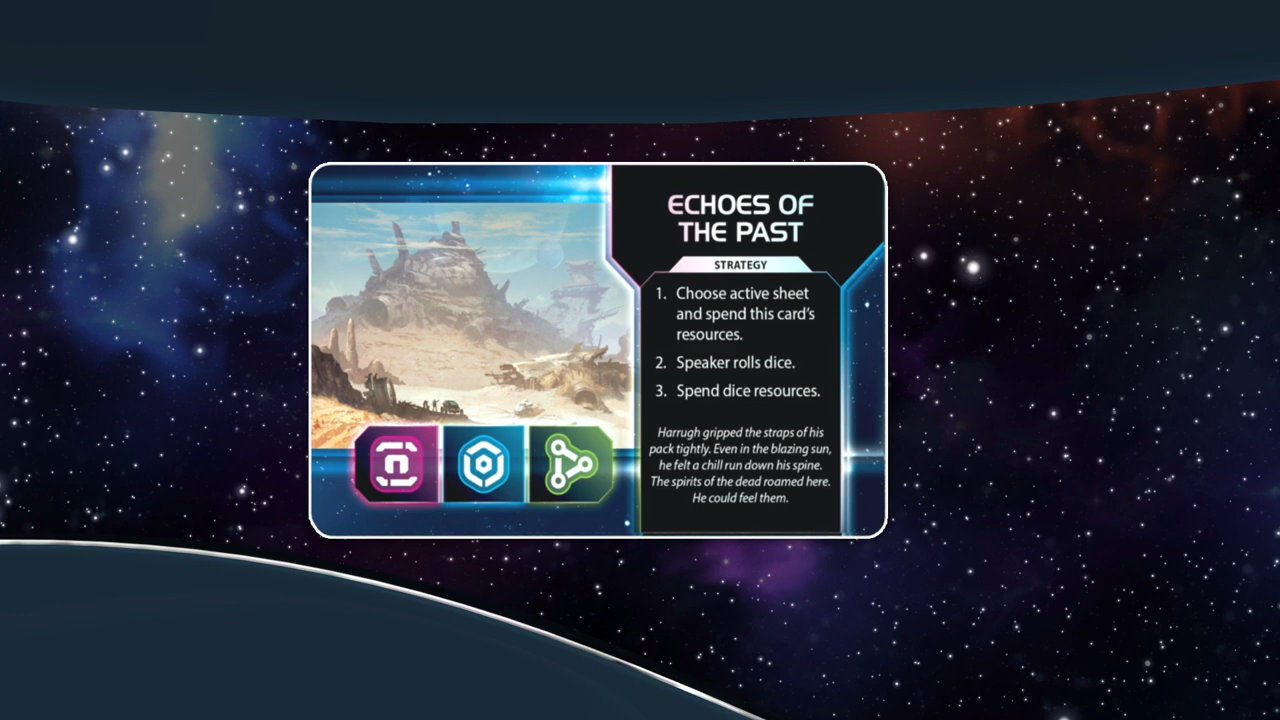 ECHOES OF
THE PAST
STRATEGY
1. Choose active sheet
and spend this card's
resources.
2. Speaker rolls dice.
3. Spend dice resources.
Harrugh gripped the straps of his
pack tightly. Even in the blazing sun,
he felt a chill run down his spine.
The spirits of the dead roamed here.
He could feel them.